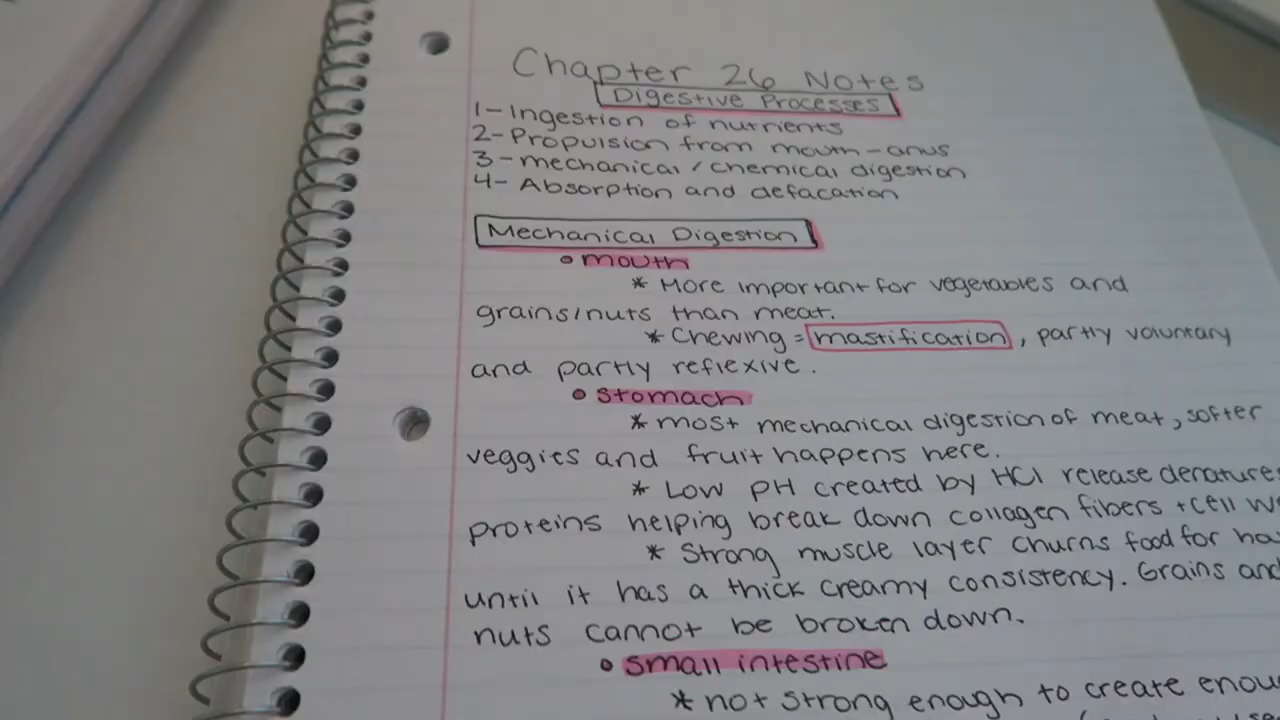 Chapter 26 Notes
Digestive Processes
1- Ingestion of nutrients
2- Propulsion from mouth-anus
3- mechanical/chemical digestion
4- Absorption and defacation
Mechanical Digestion
• mouth
* More important for vegetables and
grains/nuts than meat.
* Chewing = mastification, partly voluntary
and partly reflexive.
• stomach
* most mechanical digestion of meat, softer
veggies and fruit happens here.
* Low PH created by HCl release denatures
proteins helping break down collagen fibers + cell
* Strong muscle layer churns food for
until it has a thick creamy consistency. Grains and
nuts cannot be broken down.
• small intestine
* not strong enough to create